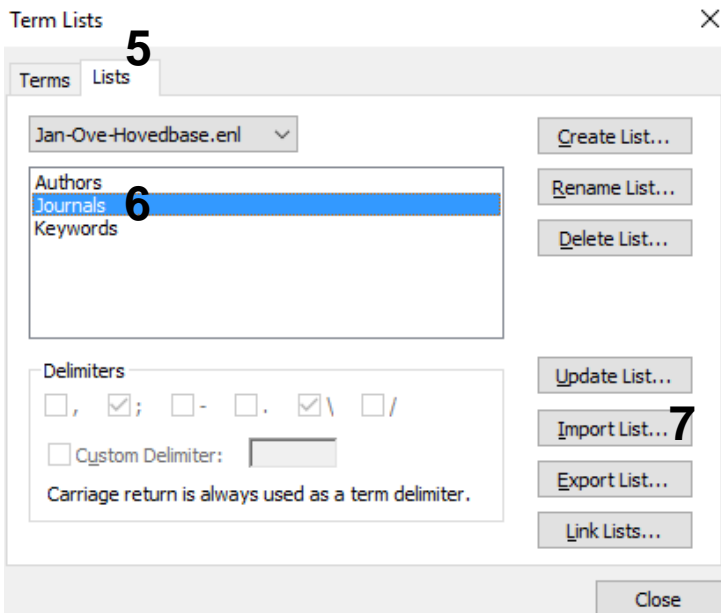 Term Lists
5
Terms Lists
Jan-Ove-Hovedbase.enl
Create List...
Authors
Journals 6
Keywords
Rename List...
Delete List...
Delimiters
, ; - . \ /
Custom Delimiter:
Carriage return is always used as a term delimiter.
Update List...
Import List... 7
Export List...
Link Lists...
Close